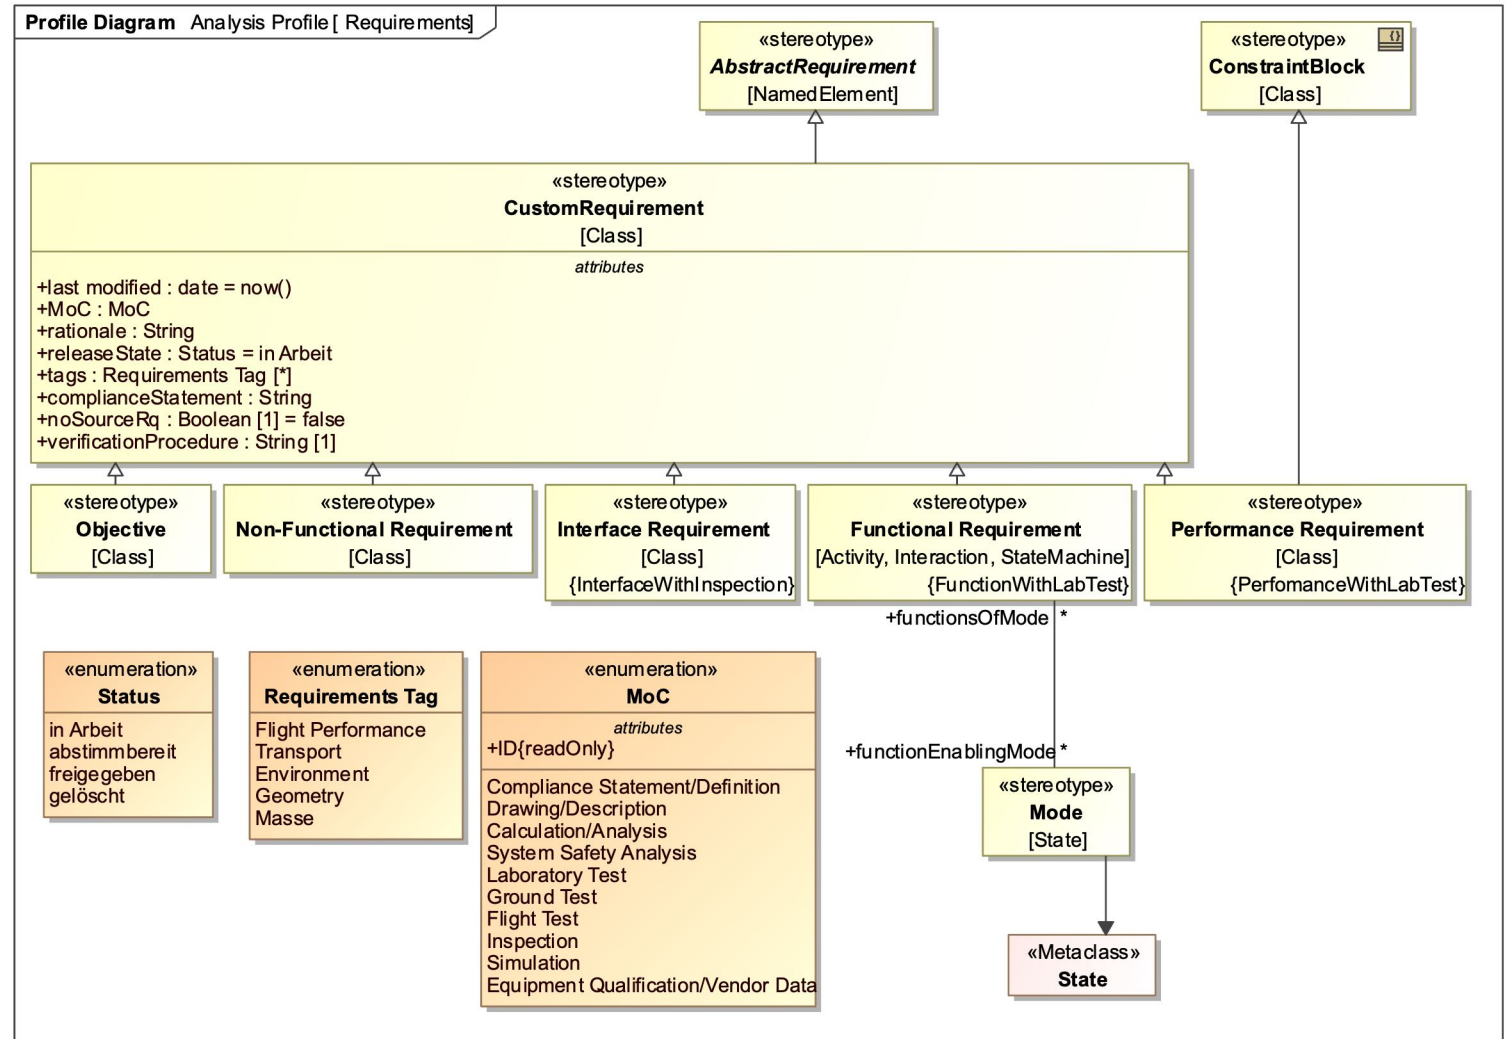 Profile Diagram Analysis Profile [ Requirements]
«stereotype»
AbstractRequirement
[NamedElement]
«stereotype»
{}
ConstraintBlock
[Class]
«stereotype»
CustomRequirement
[Class]
attributes
+last modified : date = now()
+MoC : MoC
+rationale : String
+releaseState : Status = in Arbeit
+tags : Requirements Tag [*]
+complianceStatement : String
+noSourceRq : Boolean [1] = false
+verificationProcedure : String [1]
«stereotype»
Objective
[Class]
«stereotype»
Non-Functional Requirement
[Class]
«stereotype»
Interface Requirement
[Class]
{InterfaceWithInspection}
«stereotype»
Functional Requirement
[Activity, Interaction, StateMachine]
{FunctionWithLabTest}
«stereotype»
Performance Requirement
[Class]
{PerfomanceWithLabTest}
+functionsOfMode *
+functionEnablingMode *
«enumeration»
Status
in Arbeit
abstimmbereit
freigegeben
gelöscht
«enumeration»
Requirements Tag
Flight Performance
Transport
Environment
Geometry
Masse
«enumeration»
MoC
attributes
+ID{readOnly}
Compliance Statement/Definition
Drawing/Description
Calculation/Analysis
System Safety Analysis
Laboratory Test
Ground Test
Flight Test
Inspection
Simulation
Equipment Qualification/Vendor Data
«stereotype»
Mode
[State]
«Metaclass»
State